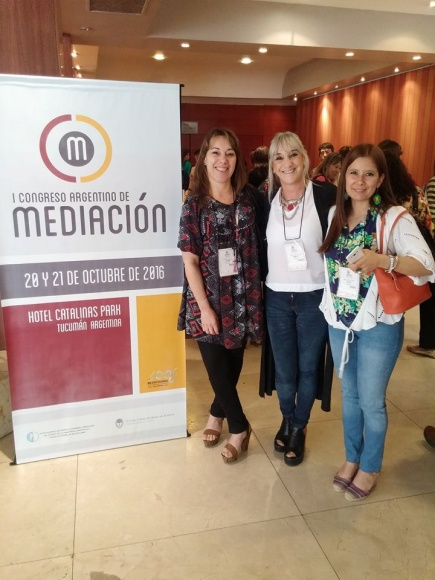 m
I CONGRESO ARGENTINO DE
MEDIACIÓN
20 Y 21 DE OCTUBRE DE 2016
HOTEL CATALINAS PARK
TUCUMÁN ARGENTINA